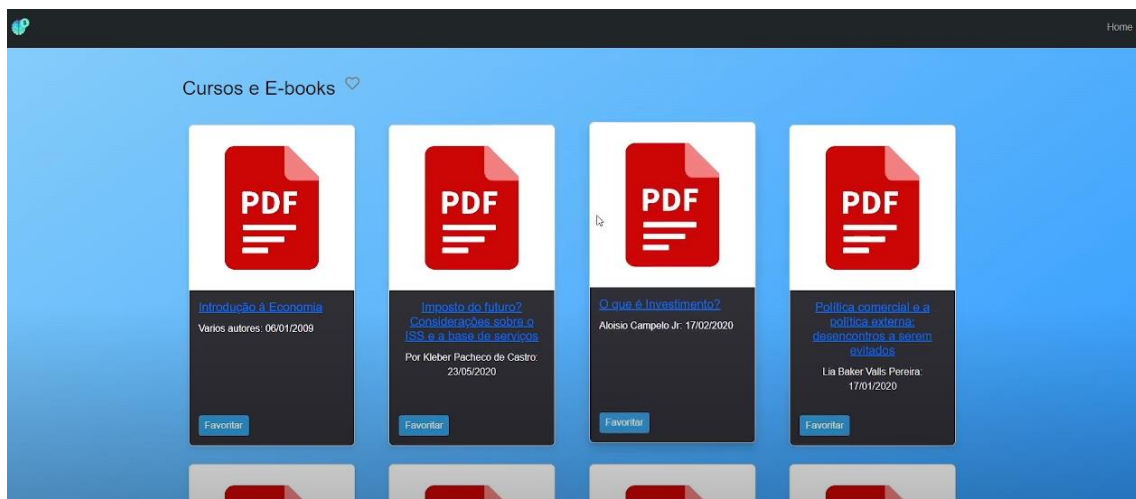 Home
Cursos e E-books
PDF
PDF
PDF
PDF
Introdução à Economia
Varios autores: 06/01/2009
Favoritar
Imposto do futuro?
Considerações sobre o
ISS e a base de serviços
Por Kleber Pacheco de Castro:
23/05/2020
Favoritar
O que é Investimento?
Aloisio Campelo Jr: 17/02/2020
Favoritar
Política comercial e a
política externa:
desencontros a serem
evitados
Lia Baker Valls Pereira:
17/01/2020
Favoritar